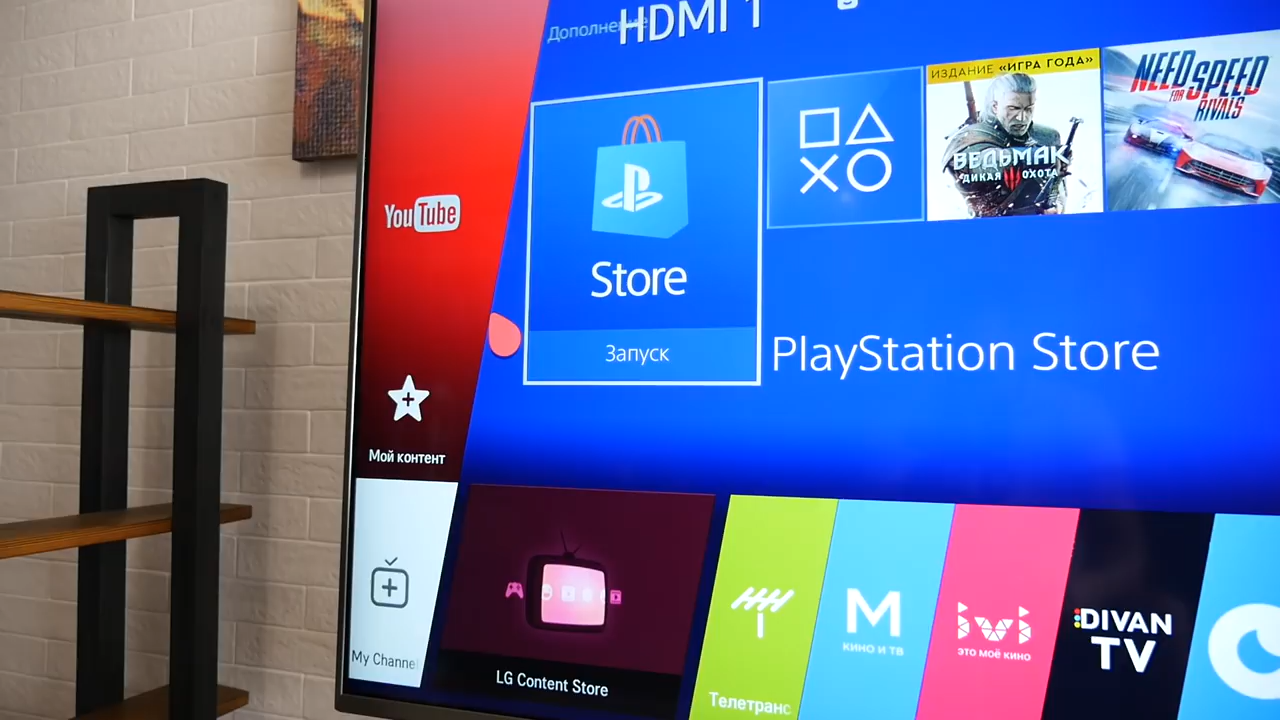 Дополнение
HDMI 1
ИЗДАНИЕ «ИГРА ГОДА»
ВЕДЬМАК
ДИКАЯ ОХОТА
NEED
FOR
SPEED
RIVALS
YouTube
Store
Запуск
PlayStation Store
Мой контент
My Channe
LG Content Store
Телетранс
М
КИНО И ТВ
ivi
ЭТО МОЁ КИНО
DIVAN
TV